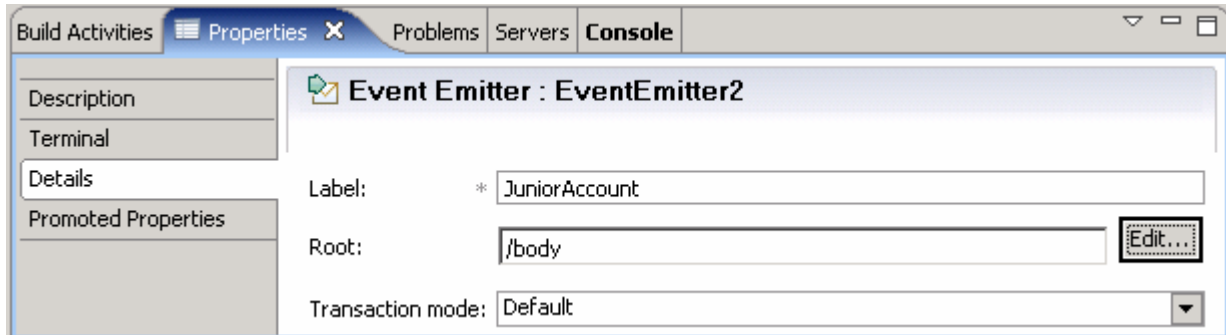 Build Activities Properties Problems Servers Console
Event Emitter : EventEmitter2
Description
Terminal
Details
Promoted Properties
Label: * JuniorAccount
Root: /body Edit...
Transaction mode: Default